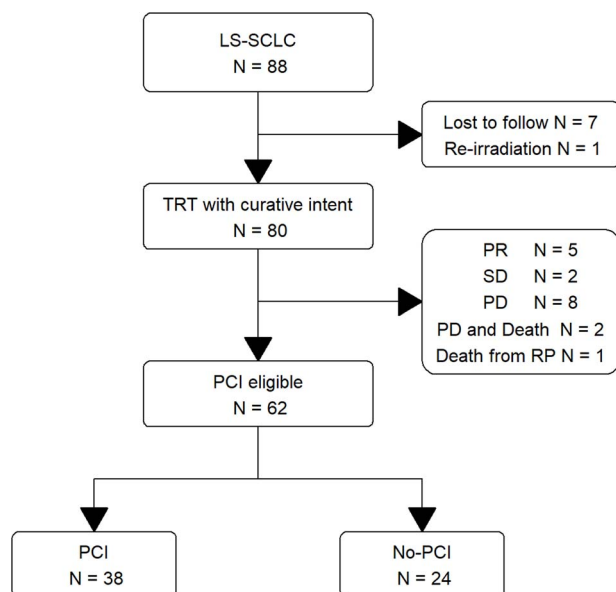 LS-SCLC
N = 88
Lost to follow N = 7
Re-irradiation N = 1
TRT with curative intent
N = 80
PR N = 5
SD N = 2
PD N = 8
PD and Death N = 2
Death from RP N = 1
PCI eligible
N = 62
PCI
N = 38
No-PCI
N = 24